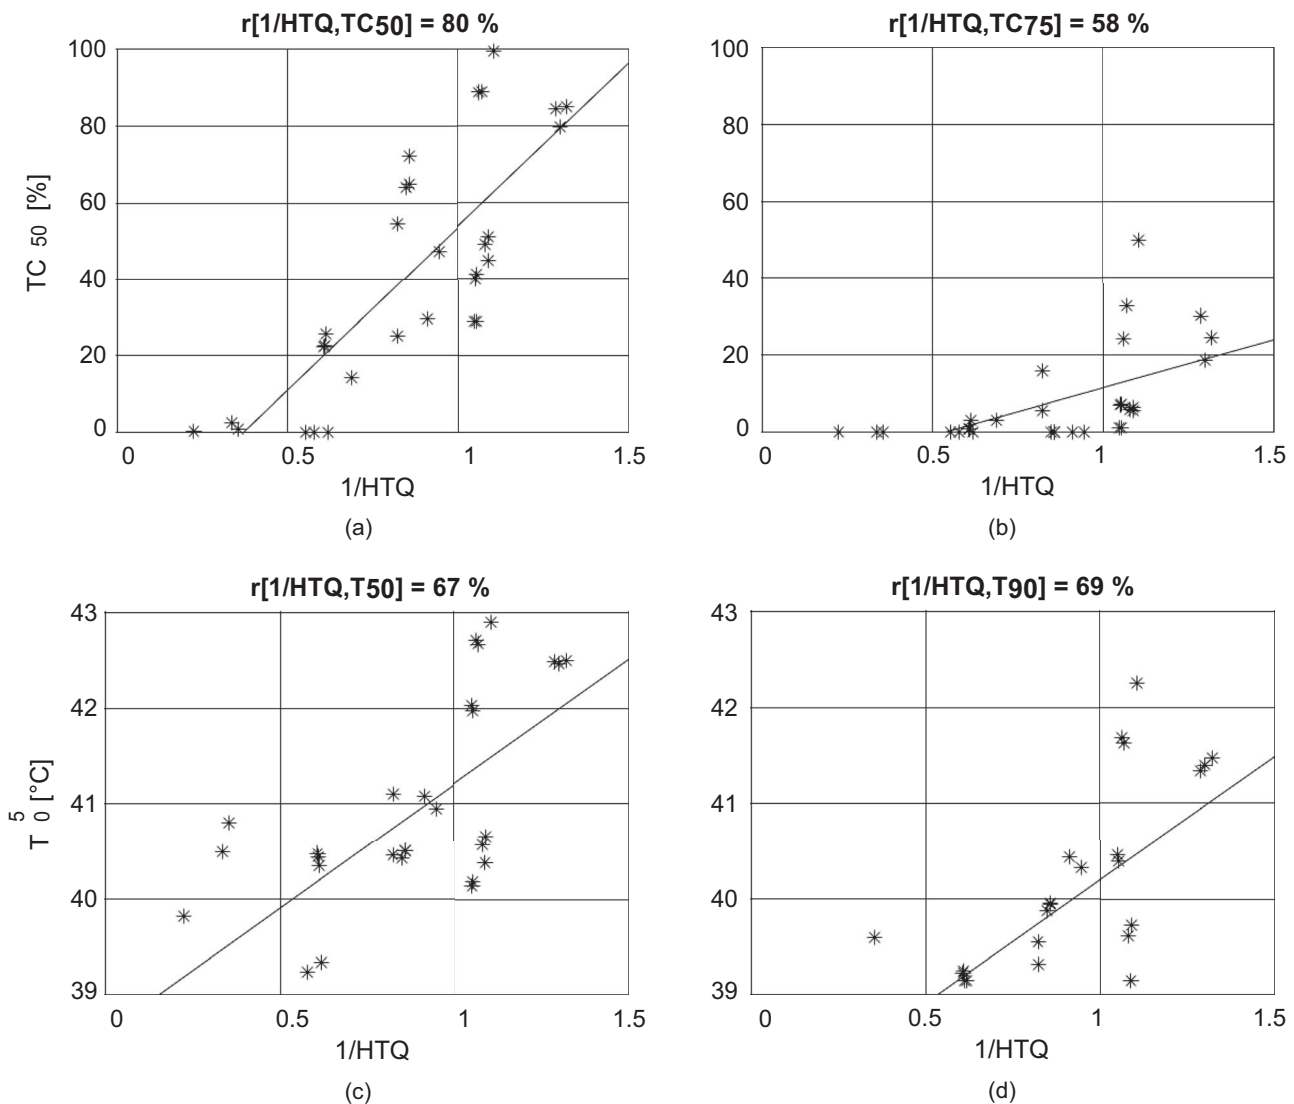 r[1/HTQ,TC50] = 80 %
100
80
60
40
20
0
TC 50 [%]
0 0.5 1 1.5
1/HTQ
(a)
r[1/HTQ,TC75] = 58 %
100
80
60
40
20
0
0 0.5 1 1.5
1/HTQ
(b)
r[1/HTQ,T50] = 67 %
43
42
41
40
39
T 5 0 [°C]
0 0.5 1 1.5
1/HTQ
(c)
r[1/HTQ,T90] = 69 %
43
42
41
40
39
0 0.5 1 1.5
1/HTQ
(d)